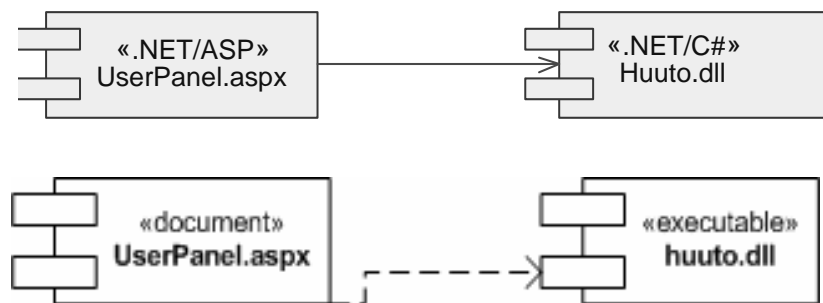 «.NET/ASP»
UserPanel.aspx
«.NET/C#»
Huuto.dll
«document»
UserPanel.aspx
«executable»
huuto.dll